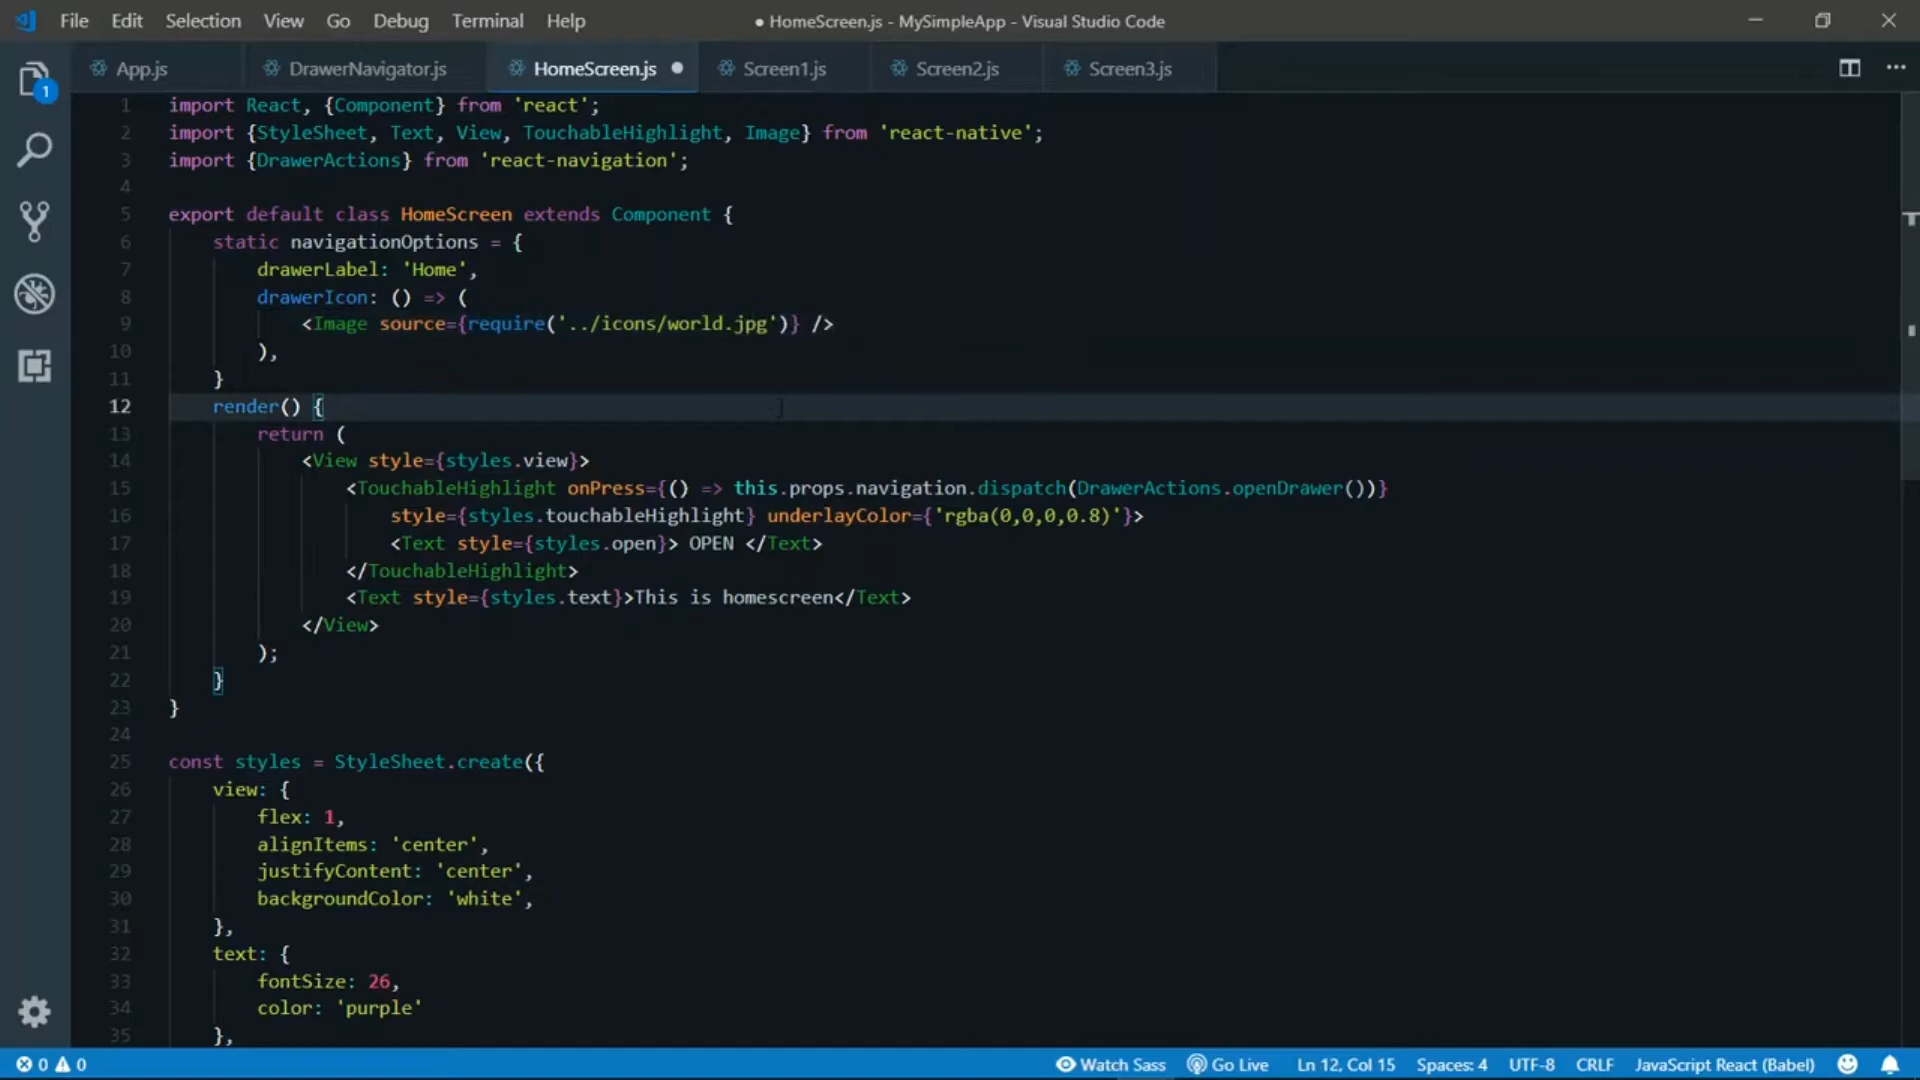 File Edit Selection View Go Debug Terminal Help ● HomeScreen.js - MySimpleApp - Visual Studio Code
App.js DrawerNavigator.js HomeScreen.js Screen1.js Screen2.js Screen3.js
1
1 import React, {Component} from 'react';
2 import {StyleSheet, Text, View, TouchableHighlight, Image} from 'react-native';
3 import {DrawerActions} from 'react-navigation';
4
5 export default class HomeScreen extends Component {
6     static navigationOptions = {
7         drawerLabel: 'Home',
8         drawerIcon: () => (
9             <Image source={require('../icons/world.jpg')} />
10         ),
11     }
12     render() {
13         return (
14             <View style={styles.view}>
15                 <TouchableHighlight onPress={() => this.props.navigation.dispatch(DrawerActions.openDrawer())}
16                     style={styles.touchableHighlight} underlayColor={'rgba(0,0,0,0.8)'}>
17                     <Text style={styles.open}> OPEN </Text>
18                 </TouchableHighlight>
19                 <Text style={styles.text}>This is homescreen</Text>
20             </View>
21         );
22     }
23 }
24
25 const styles = StyleSheet.create({
26     view: {
27         flex: 1,
28         alignItems: 'center',
29         justifyContent: 'center',
30         backgroundColor: 'white',
31     },
32     text: {
33         fontSize: 26,
34         color: 'purple'
35     },
0 0 Watch Sass Go Live Ln 12, Col 15 Spaces: 4 UTF-8 CRLF JavaScript React (Babel)